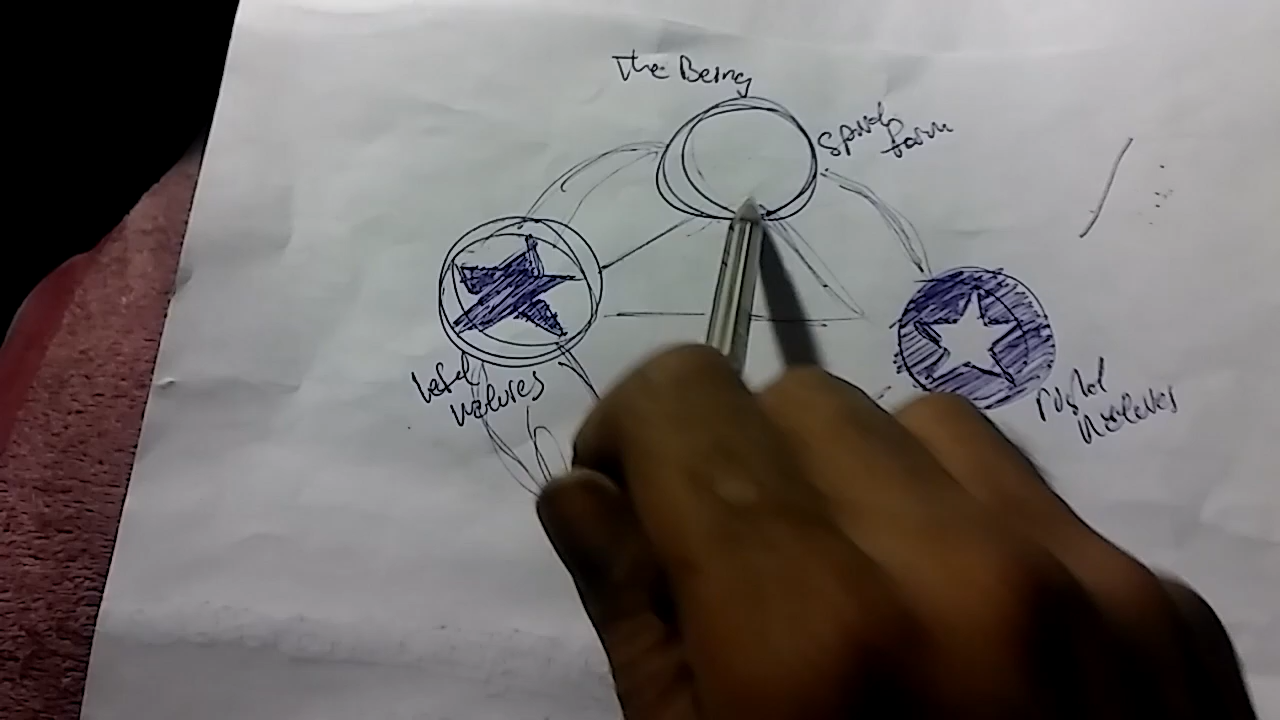 The Being
Spirit
form
Left
Natures
Right
Natures